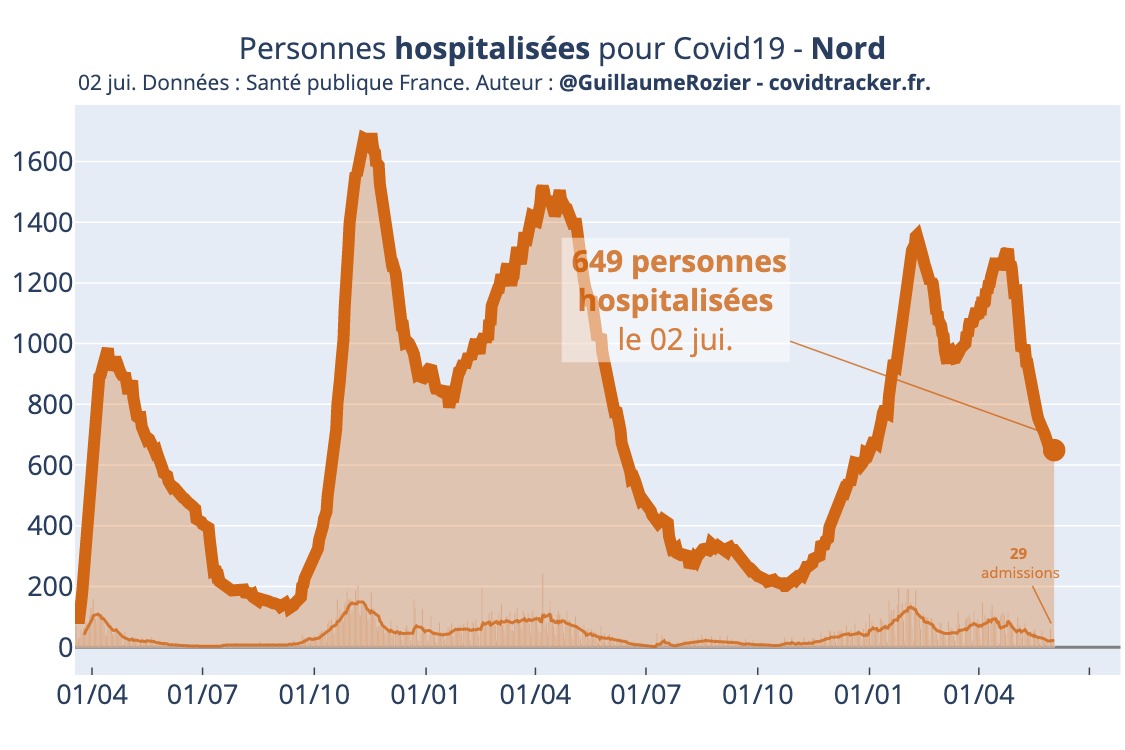 Personnes hospitalisées pour Covid19 - Nord
02 jui. Données : Santé publique France. Auteur : @GuillaumeRozier - covidtracker.fr.
1600
1400
1200
1000
800
600
400
200
0
649 personnes
hospitalisées
le 02 jui.
29
admissions
01/04 01/07 01/10 01/01 01/04 01/07 01/10 01/01 01/04